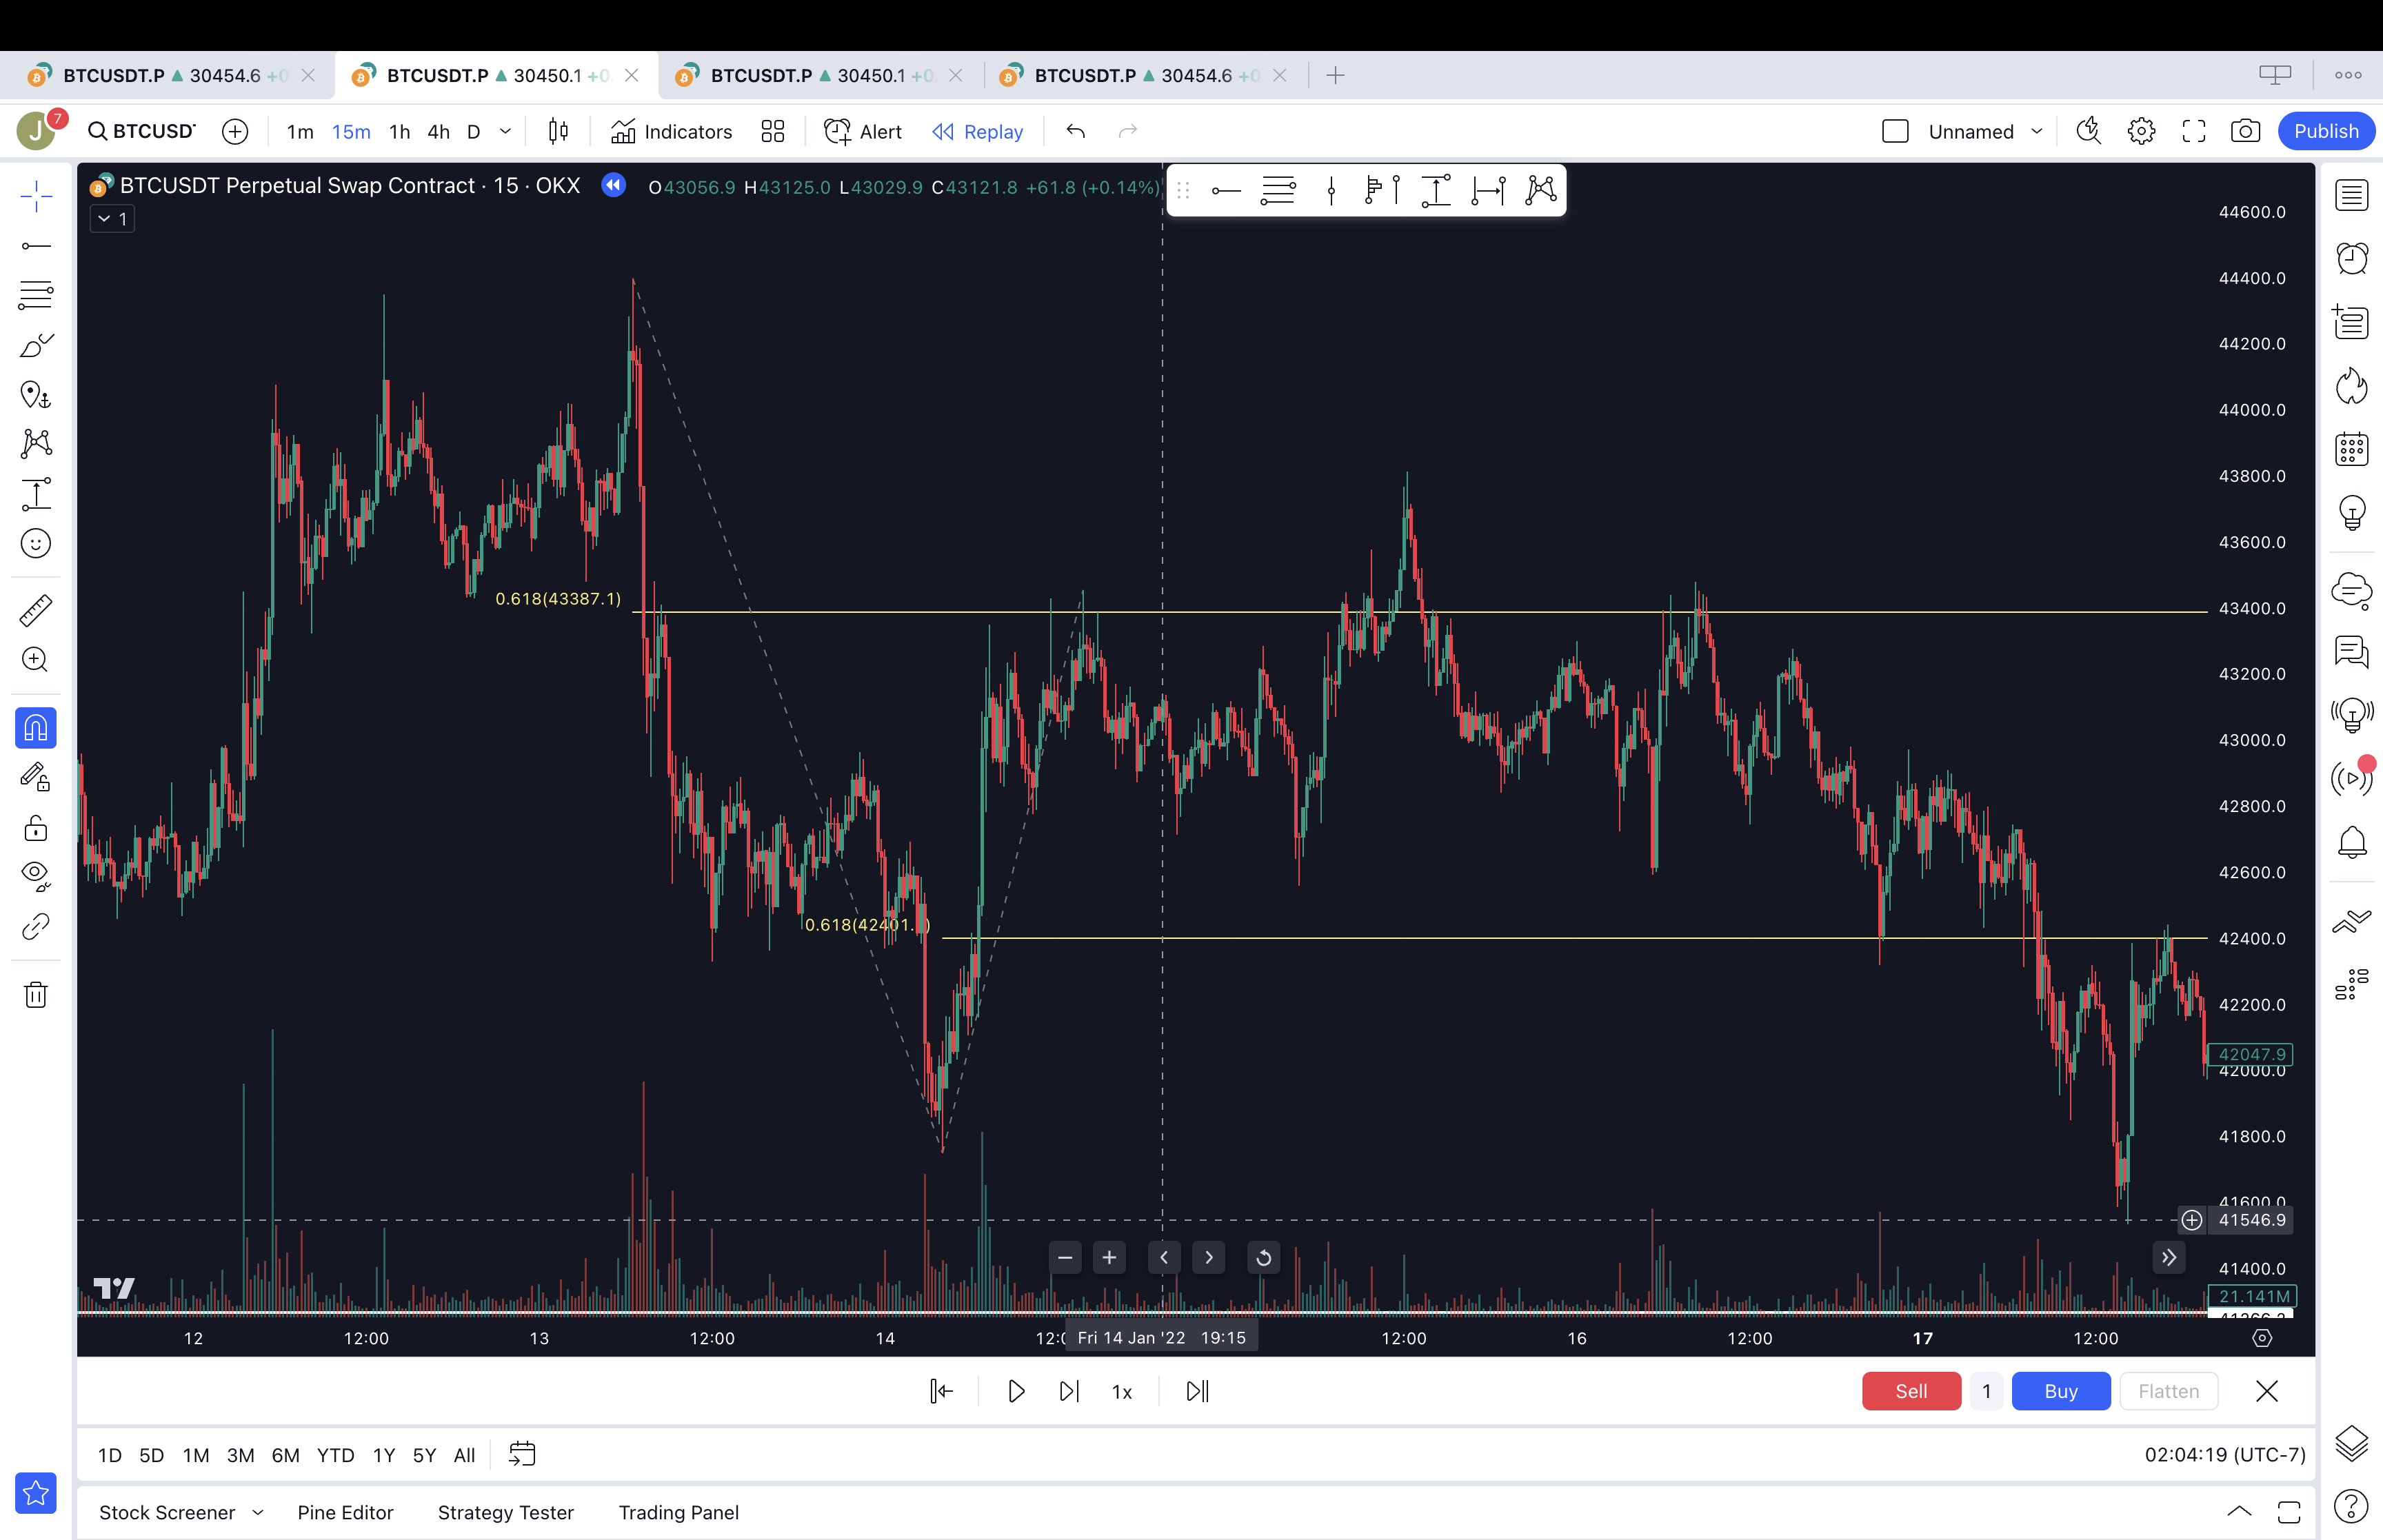 BTCUSDT.P ▲ 30454.6 +0
BTCUSDT.P ▲ 30450.1 +0.
BTCUSDT.P ▲ 30450.1 +0.
BTCUSDT.P ▲ 30454.6 +0
J 7 BTCUSDT 1m 15m 1h 4h D Indicators Alert Replay Unnamed Publish
BTCUSDT Perpetual Swap Contract · 15 · OKX O43056.9 H43125.0 L43029.9 C43121.8 +61.8 (+0.14%)
1
44600.0
44400.0
44200.0
44000.0
43800.0
43600.0
0.618(43387.1)
43400.0
43200.0
43000.0
42800.0
42600.0
0.618(42401. )
42400.0
42200.0
42047.9
42000.0
41800.0
41600.0
41546.9
41400.0
21.141M
12 12:00 13 12:00 14 12:0 Fri 14 Jan '22 19:15 12:00 16 12:00 17 12:00
1x Sell 1 Buy Flatten
1D 5D 1M 3M 6M YTD 1Y 5Y All 02:04:19 (UTC-7)
Stock Screener Pine Editor Strategy Tester Trading Panel